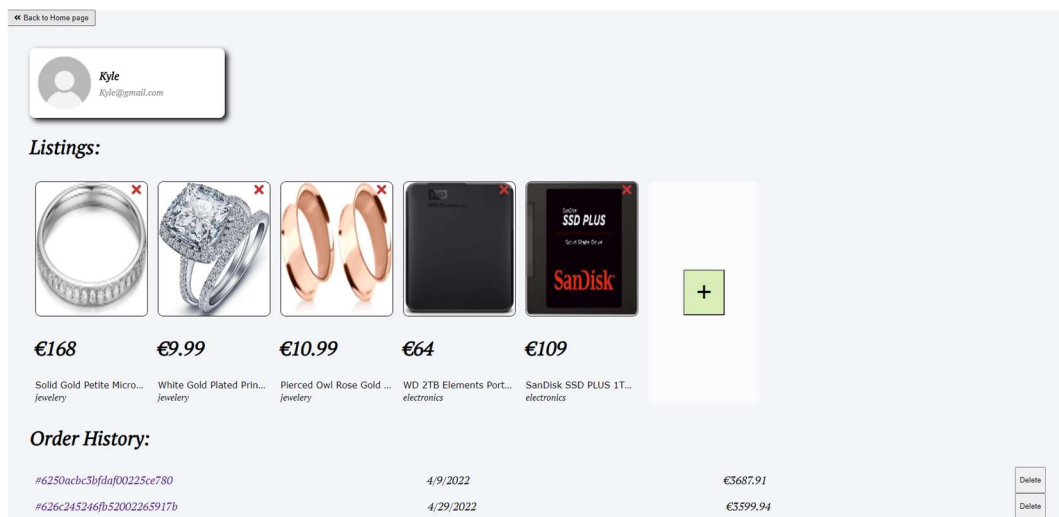 Back to Home page
Kyle
Kyle@gmail.com
Listings:
SanDisk
SSD PLUS
Solid State Drive
SanDisk
€168
€9.99
€10.99
€64
€109
Solid Gold Petite Micro...
White Gold Plated Prin...
Pierced Owl Rose Gold ...
WD 2TB Elements Port...
SanDisk SSD PLUS 1T...
jewelery
jewelery
jewelery
electronics
electronics
Order History:
#6250acbc3bfdaf00225ce780 4/9/2022 €3687.91 Delete
#626c245246fb52002265917b 4/29/2022 €3599.94 Delete